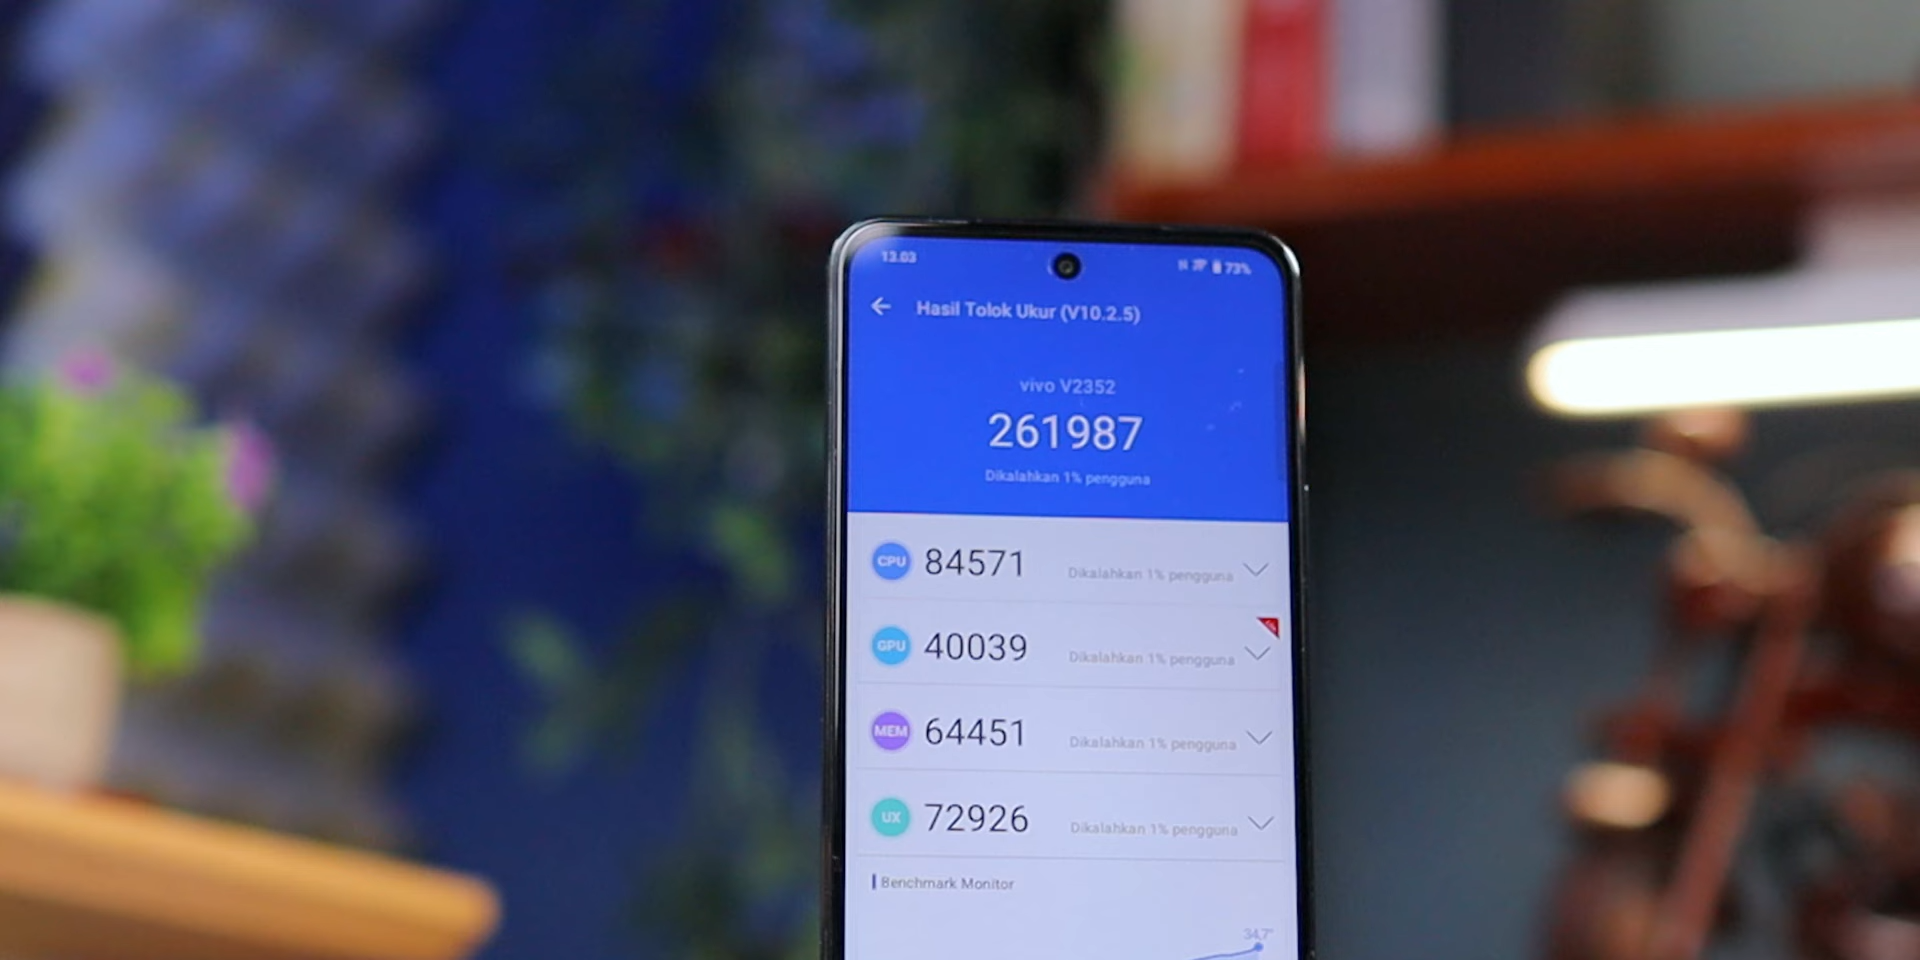 13.03
73%
Hasil Tolok Ukur (V10.2.5)
vivo V2352
261987
Dikalahkan 1% pengguna
CPU 84571 Dikalahkan 1% pengguna
GPU 40039 Dikalahkan 1% pengguna
MEM 64451 Dikalahkan 1% pengguna
UX 72926 Dikalahkan 1% pengguna
Benchmark Monitor
34,7°